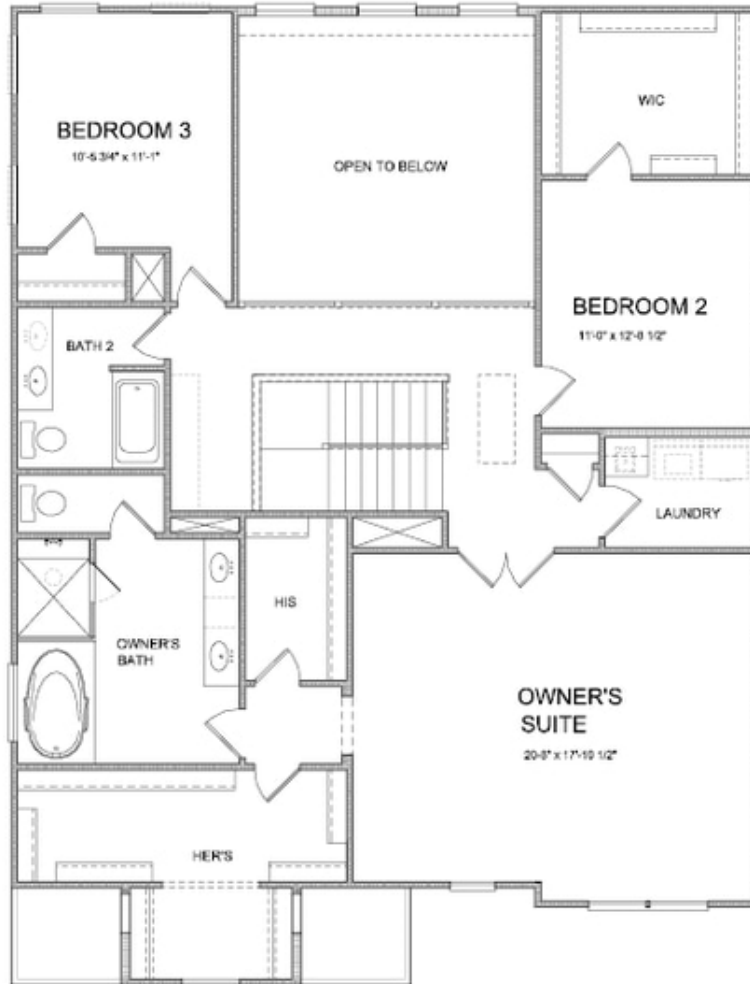 BEDROOM 3
10'-5 3/4" x 11'-1"
OPEN TO BELOW
WIC
BEDROOM 2
11'-0" x 12'-8 1/2"
BATH 2
LAUNDRY
HIS
OWNER'S
BATH
OWNER'S
SUITE
20-8" x 17'-10 1/2"
HER'S